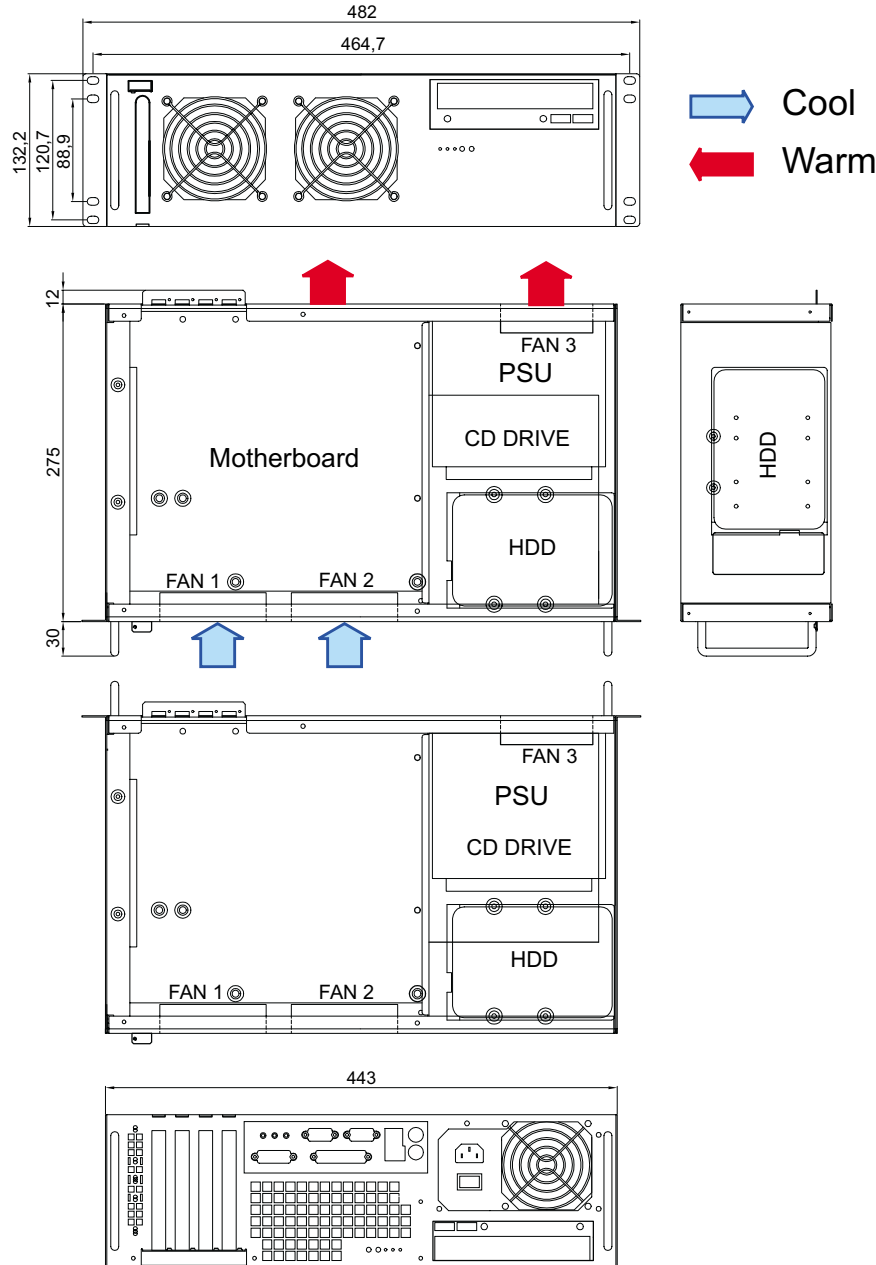 482
464,7
132,2
120,7
88,9
Cool
Warm
12
275
30
FAN 3
PSU
CD DRIVE
Motherboard
HDD
FAN 1
FAN 2
HDD
FAN 3
PSU
CD DRIVE
HDD
FAN 1
FAN 2
443